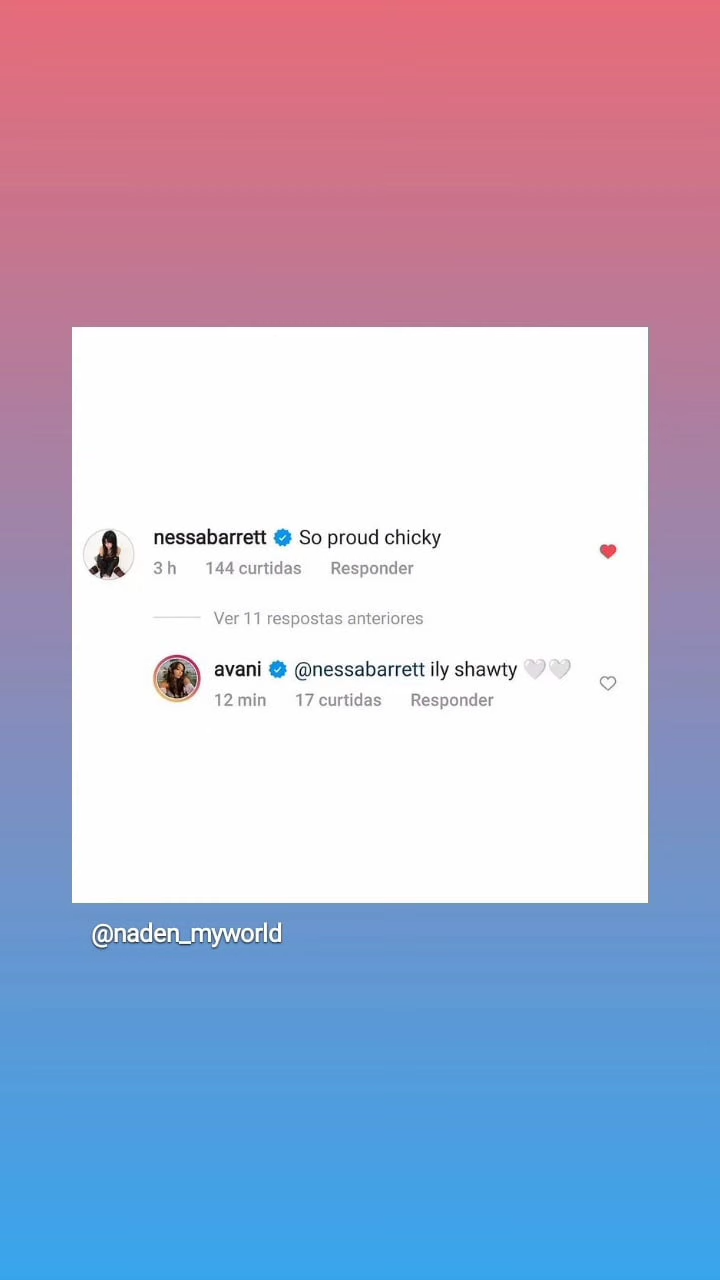 nessabarrett So proud chicky
3 h 144 curtidas Responder
Ver 11 respostas anteriores
avani @nessabarrett ily shawty 🤍🤍
12 min 17 curtidas Responder
@naden_myworld